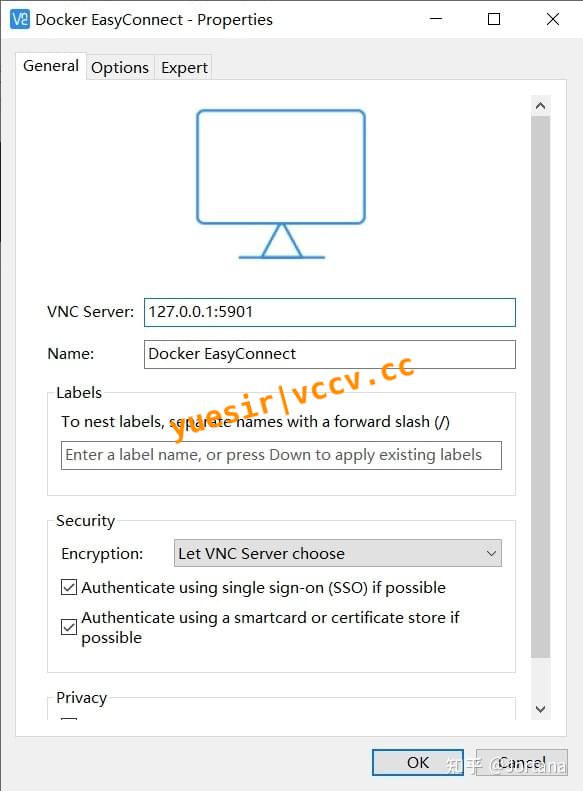 Docker EasyConnect - Properties
General
Options
Expert
VNC Server:
127.0.0.1:5901
Name:
Docker EasyConnect
yuesir|vccv.cc
Labels
To nest labels, separate names with a forward slash (/)
Enter a label name, or press Down to apply existing labels
Security
Encryption:
Let VNC Server choose
Authenticate using single sign-on (SSO) if possible
Authenticate using a smartcard or certificate store if
possible
Privacy
OK
Cancel
知乎